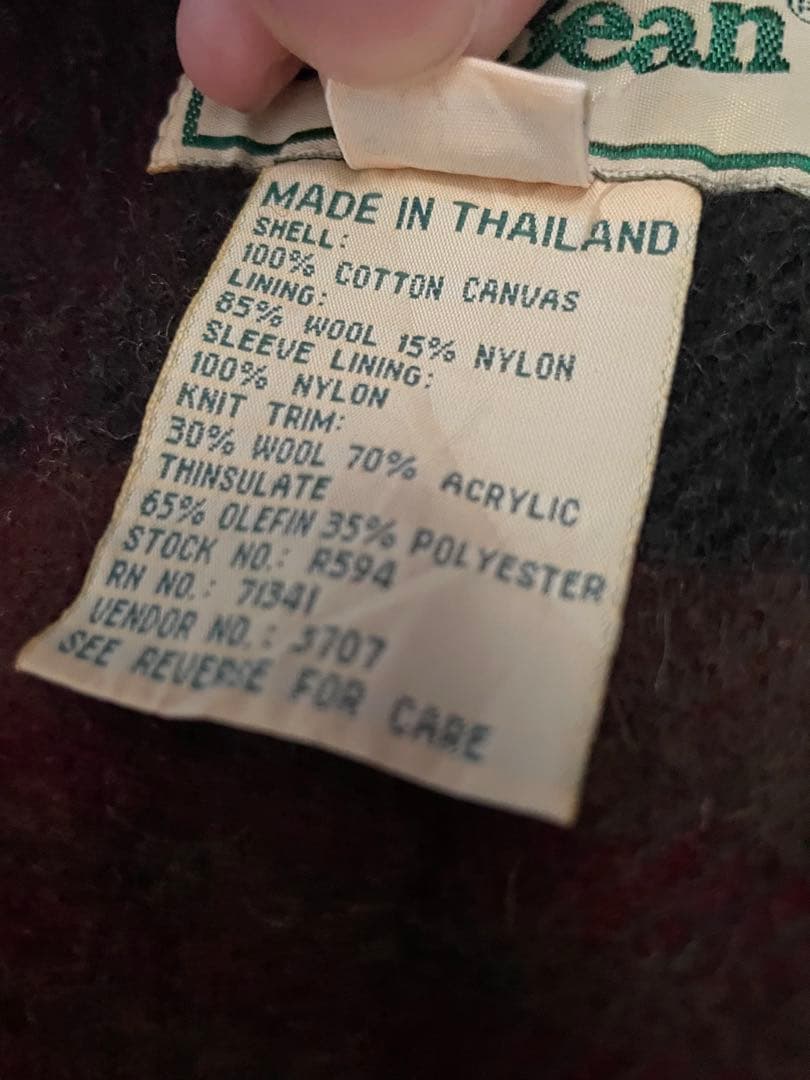 ean®
MADE IN THAILAND
SHELL:
100% COTTON CANVAS
LINING:
85% WOOL 15% NYLON
SLEEVE LINING:
100% NYLON
KNIT TRIM:
30% WOOL 70% ACRYLIC
THINSULATE
65% OLEFIN 35% POLYESTER
STOCK NO.: R594
RN NO.: 71341
VENDOR NO.: 3707
SEE REVERSE FOR CARE